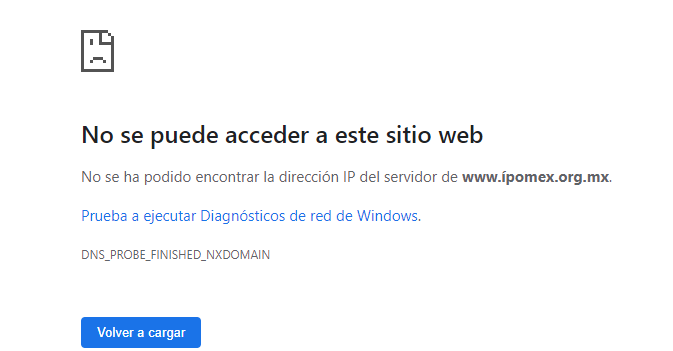 No se puede acceder a este sitio web
No se ha podido encontrar la dirección IP del servidor de www.ípomex.org.mx.
Prueba a ejecutar Diagnósticos de red de Windows.
DNS_PROBE_FINISHED_NXDOMAIN
Volver a cargar